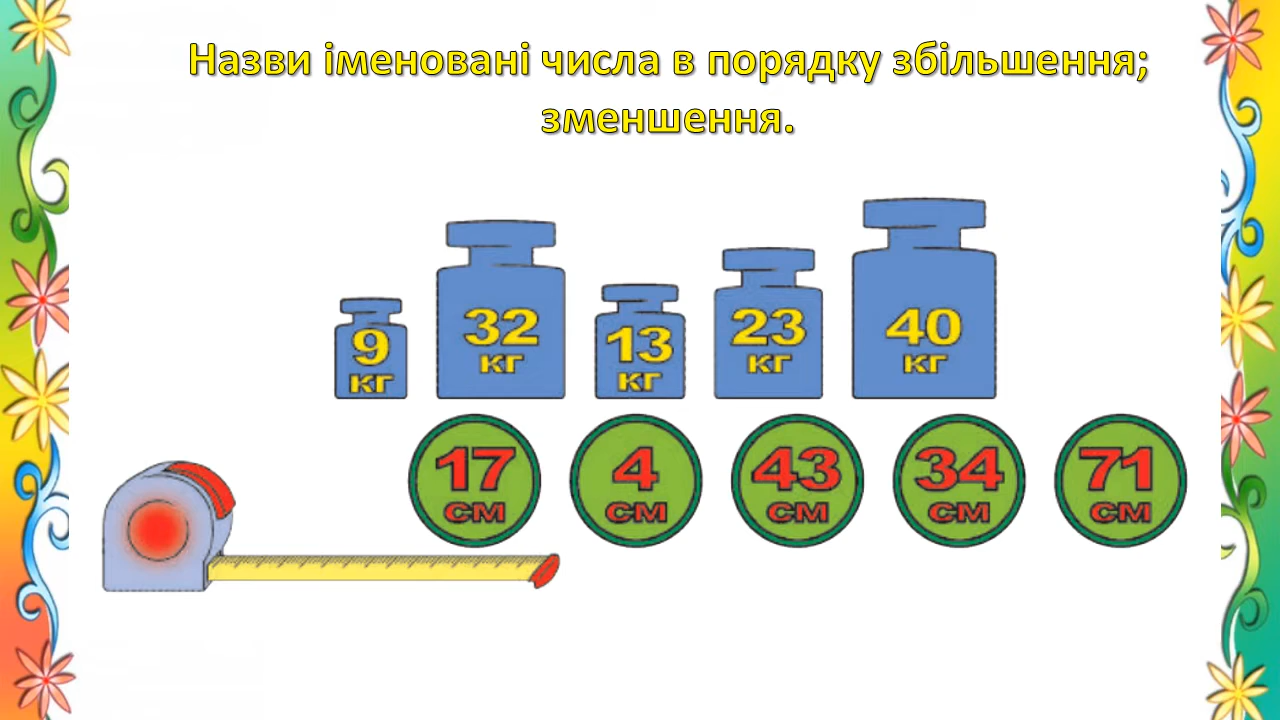 Назви іменовані числа в порядку збільшення;
зменшення.
9 кг
32 кг
13 кг
23 кг
40 кг
17 см
4 см
43 см
34 см
71 см